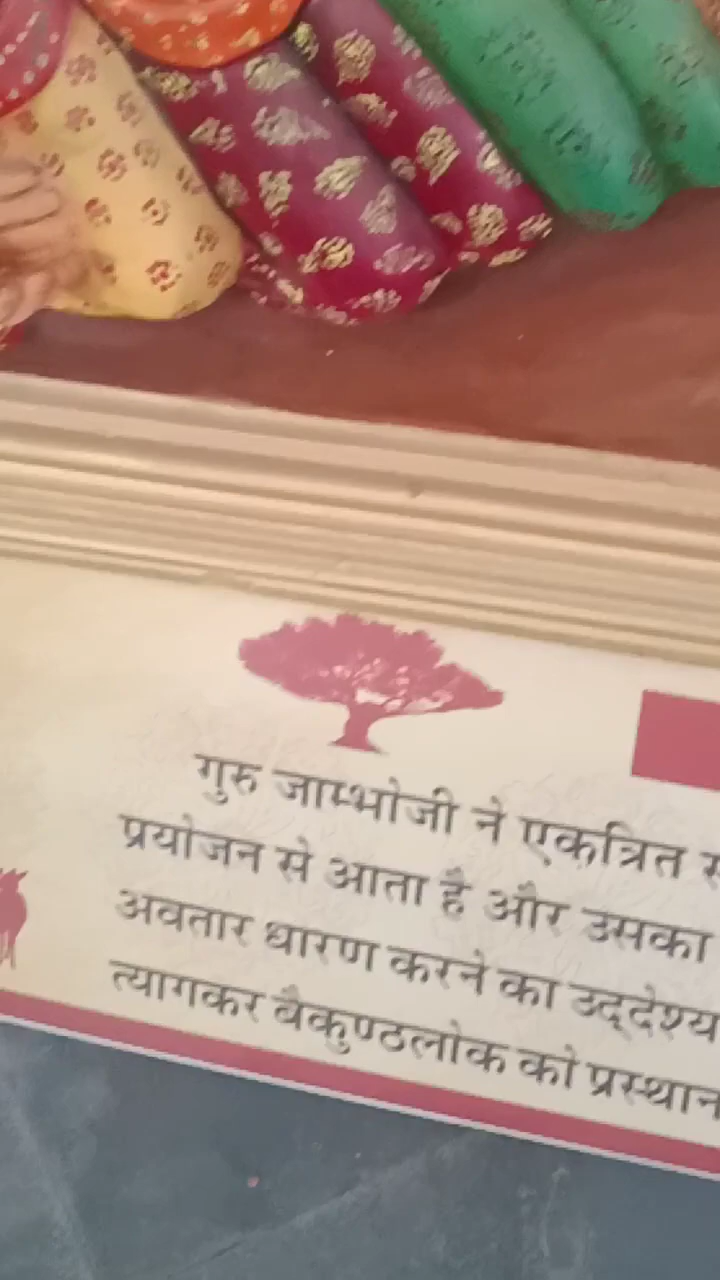 गुरु जाम्भोजी ने एकत्रित
प्रयोजन से आता है और उसका
अवतार धारण करने का उद्देश्य
त्यागकर बैकुण्ठलोक को प्रस्थान